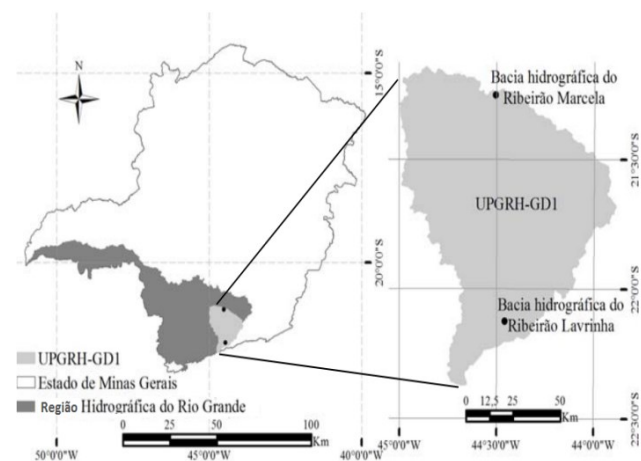 N
15°0'0"S
20°0'0"S
UPGRH-GD1
Estado de Minas Gerais
Região Hidrográfica do Rio Grande
0 25 50 100
Km
50°0'0"W 45°0'0"W 40°0'0"W
Bacia hidrográfica do
Ribeirão Marcela
21°30'0"S
UPGRH-GD1
22°0'0"S
Bacia hidrográfica do
Ribeirão Lavrinha
0 12,5 25 50
Km
22°30'0"S
45°0'0"W 44°30'0"W 44°0'0"W